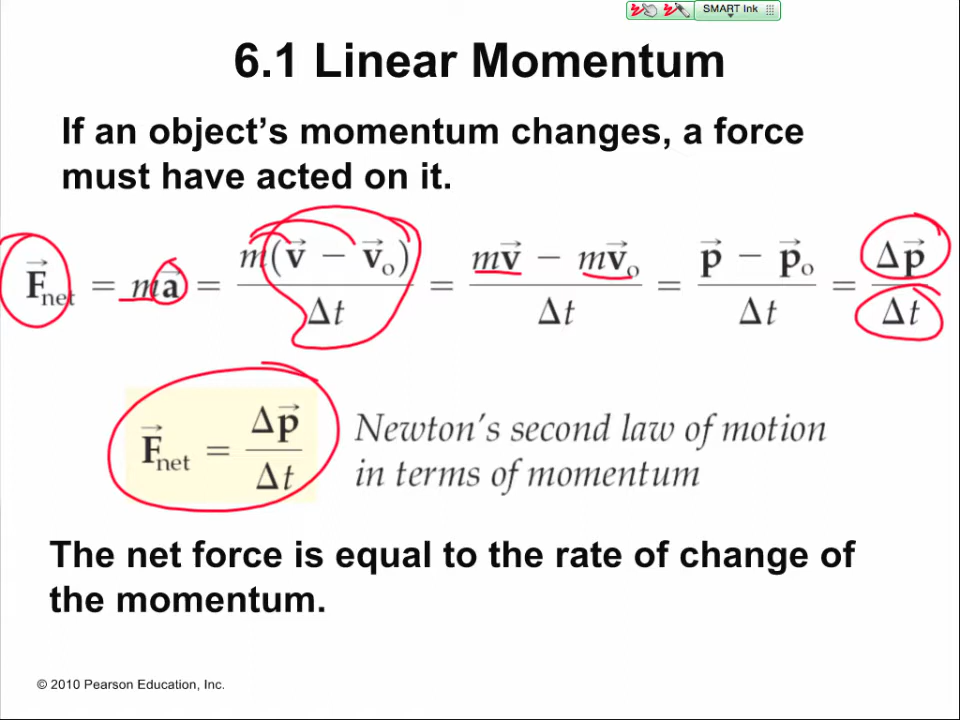 SMART Ink
6.1 Linear Momentum
If an object’s momentum changes, a force
must have acted on it.
F⃗net = ma⃗ = m(v⃗ − v⃗o)/Δt = (mv⃗ − mv⃗o)/Δt = (p⃗ − p⃗o)/Δt = Δp⃗/Δt
F⃗net = Δp⃗/Δt
Newton’s second law of motion
in terms of momentum
The net force is equal to the rate of change of
the momentum.
© 2010 Pearson Education, Inc.